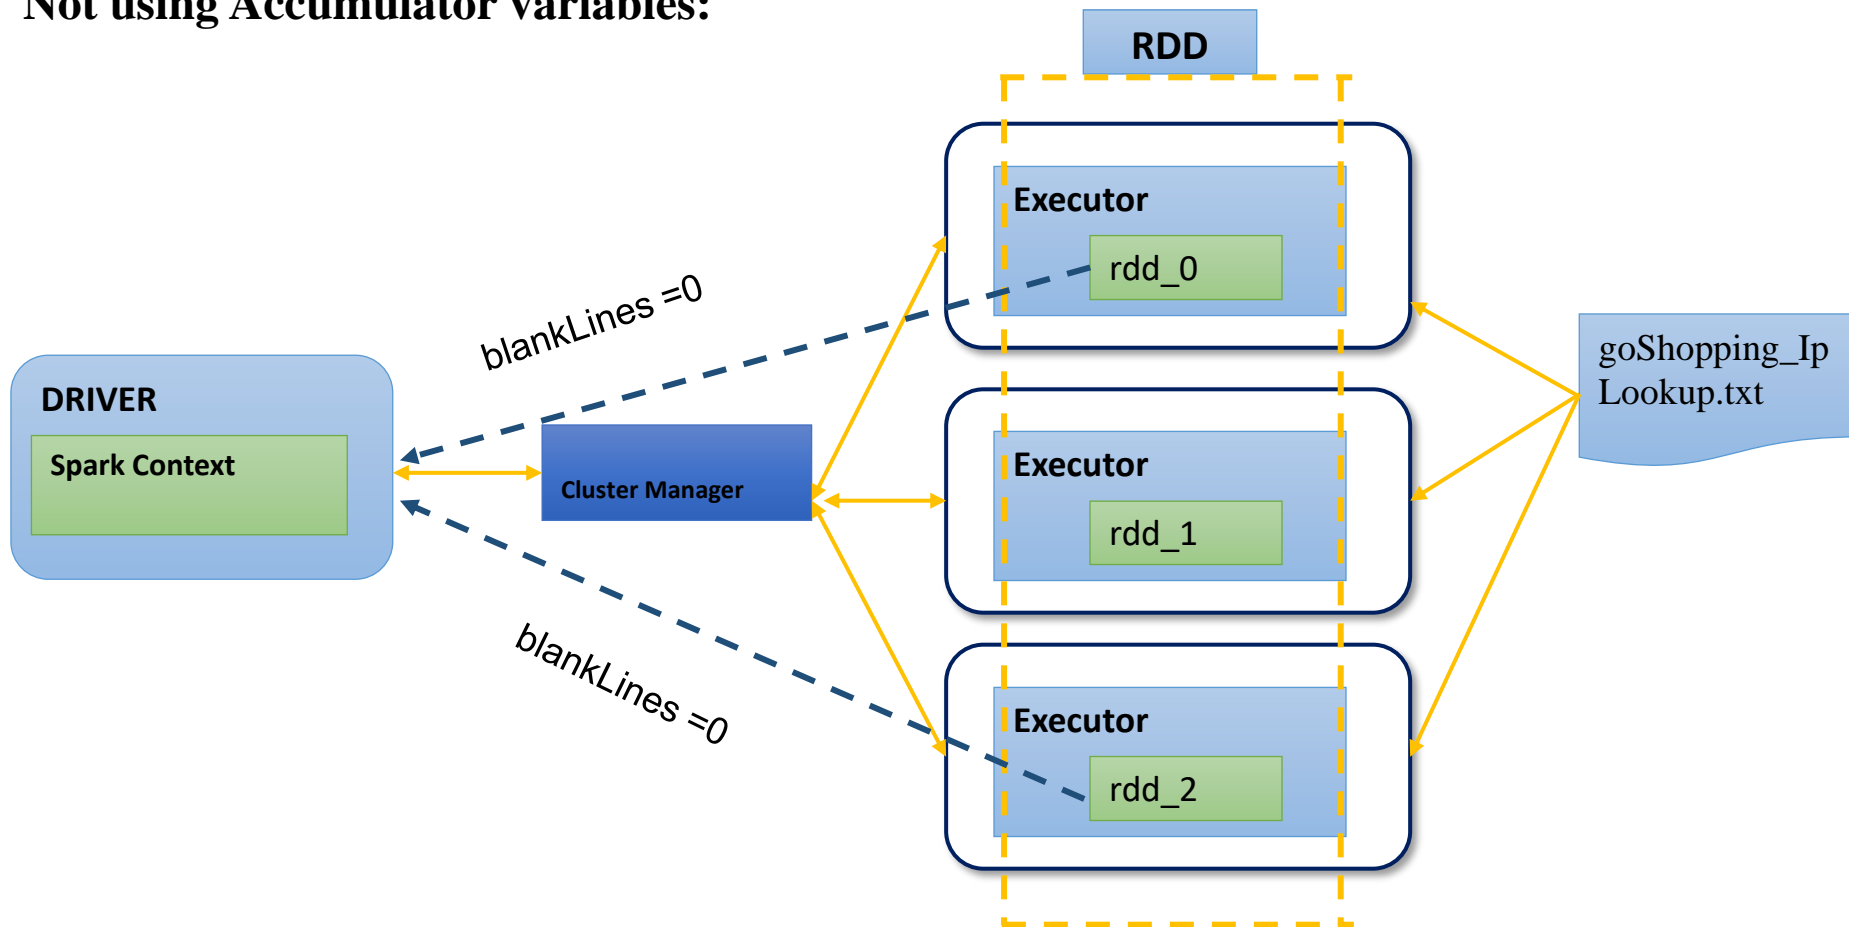 Not using Accumulator variables:
RDD
Executor
rdd_0
blankLines =0
goShopping_Ip
Lookup.txt
DRIVER
Spark Context
Cluster Manager
Executor
rdd_1
blankLines =0
Executor
rdd_2